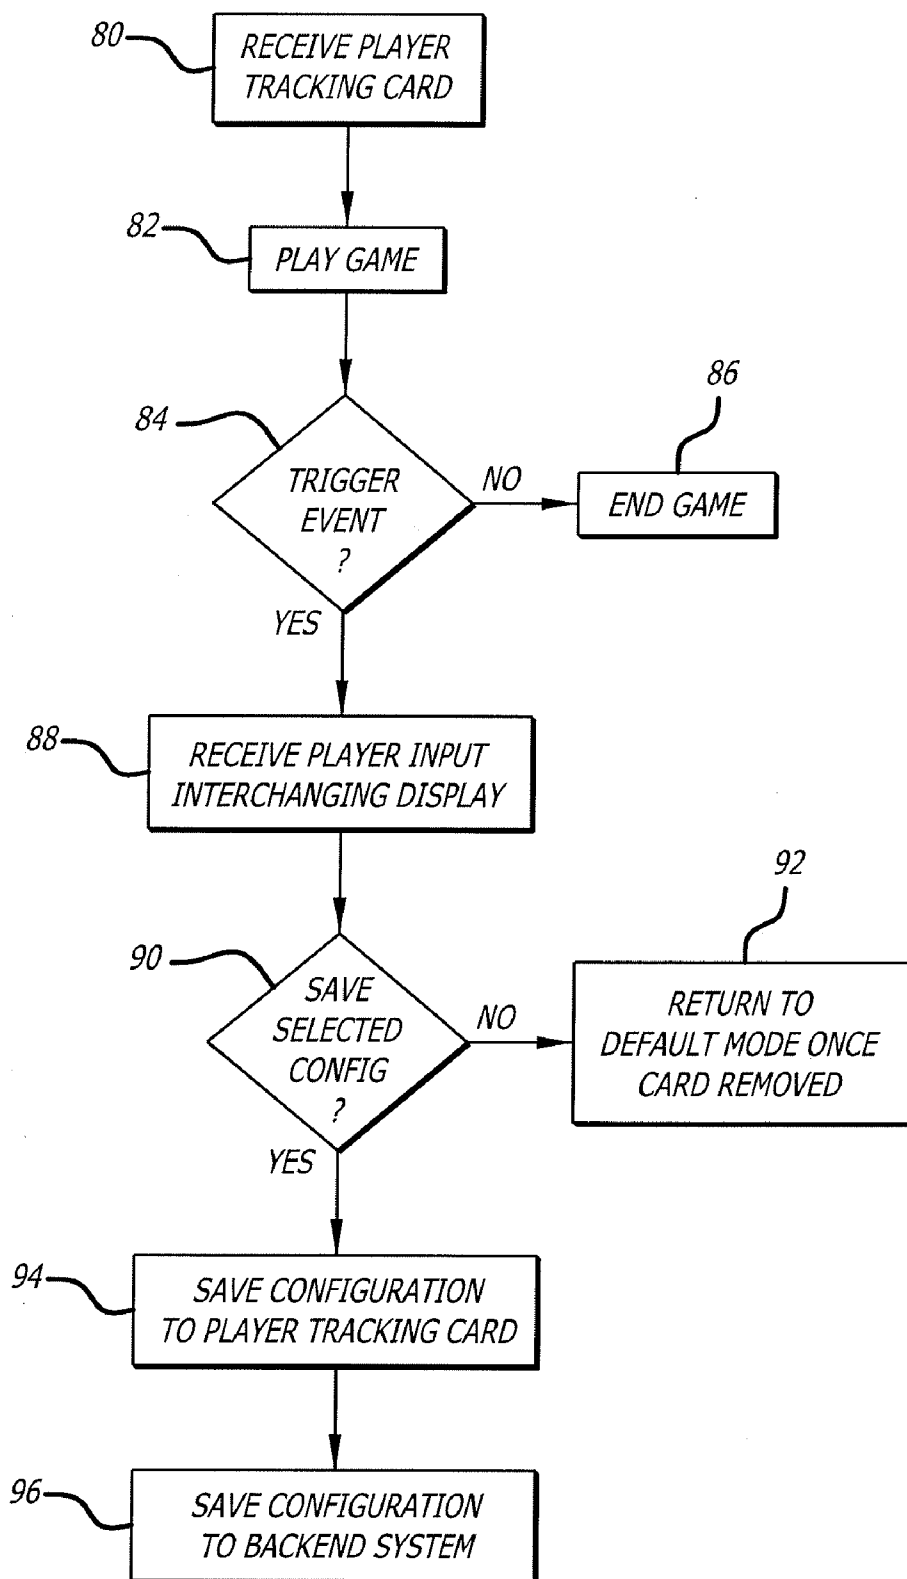 80
RECEIVE PLAYER
TRACKING CARD
82
PLAY GAME
84
TRIGGER
EVENT
?
NO
86
END GAME
YES
88
RECEIVE PLAYER INPUT
INTERCHANGING DISPLAY
90
SAVE
SELECTED
CONFIG
?
NO
92
RETURN TO
DEFAULT MODE ONCE
CARD REMOVED
YES
94
SAVE CONFIGURATION
TO PLAYER TRACKING CARD
96
SAVE CONFIGURATION
TO BACKEND SYSTEM